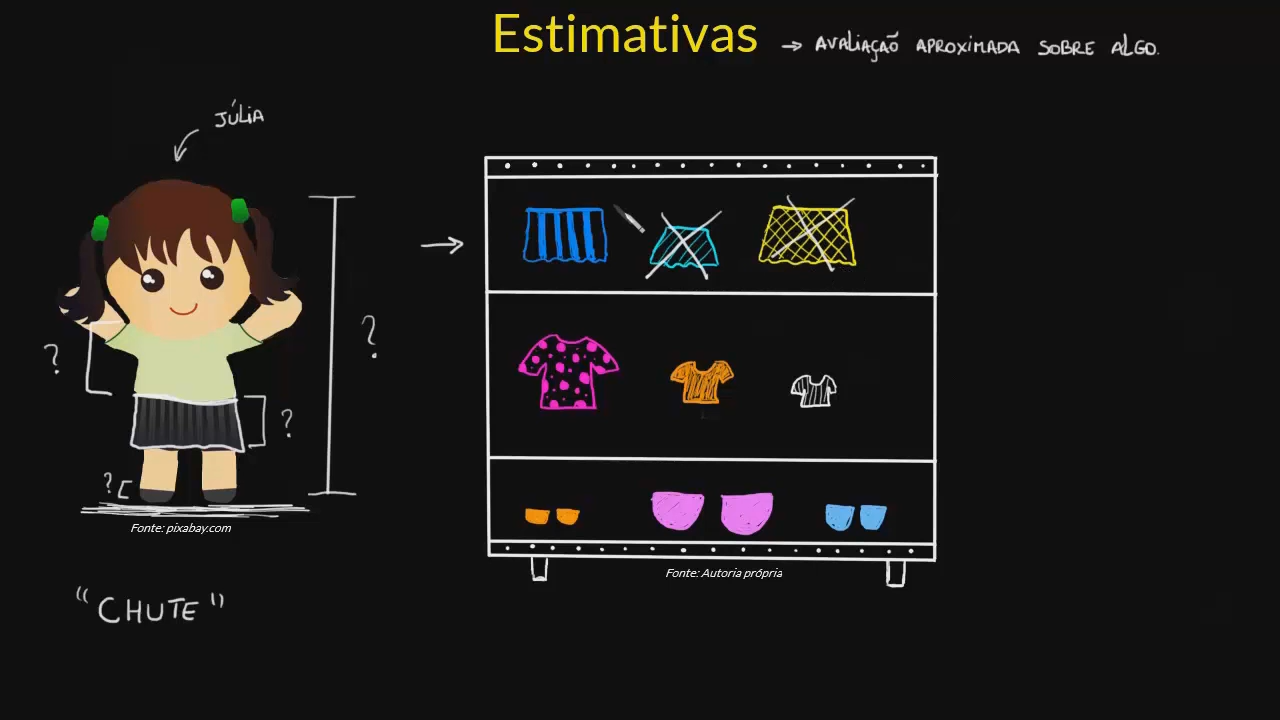 Estimativas → AVALIAÇÃO APROXIMADA SOBRE ALGO.
JÚLIA
?
?
?
?
Fonte: pixabay.com
Fonte: Autoria própria
"CHUTE"